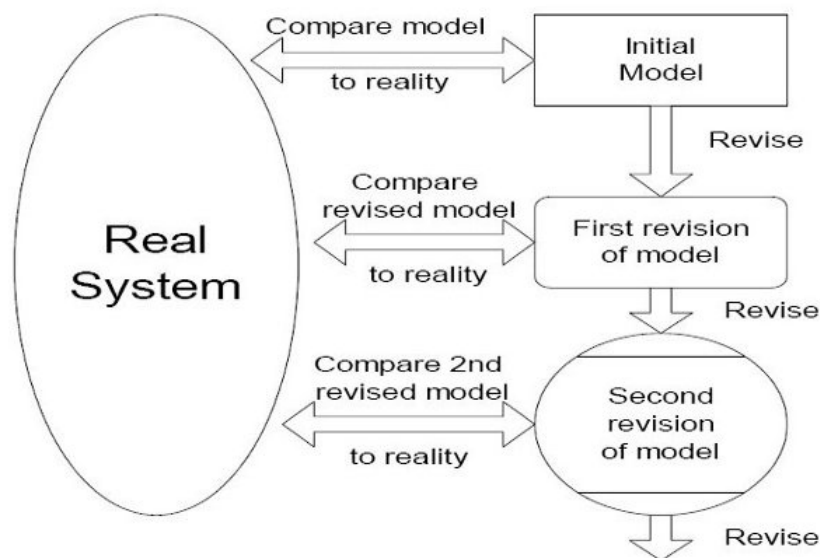 Compare model
to reality
Initial
Model
Revise
Real
System
Compare
revised model
to reality
First revision
of model
Revise
Compare 2nd
revised model
to reality
Second
revision
of model
Revise